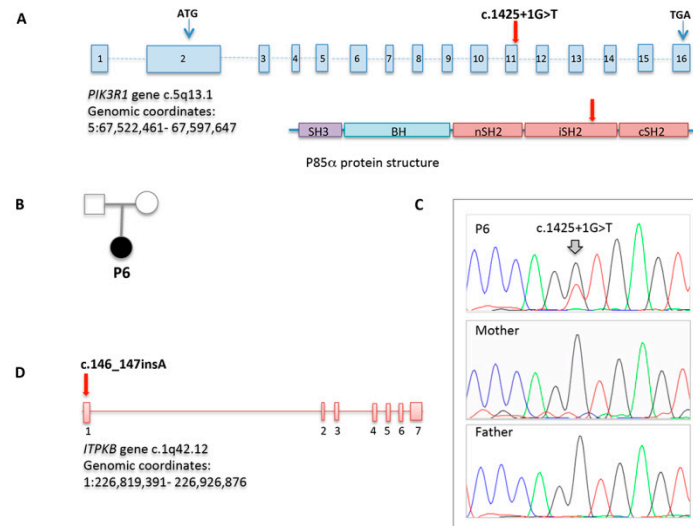 A
ATG
c.1425+1G>T
TGA
1 2 3 4 5 6 7 8 9 10 11 12 13 14 15 16
PIK3R1 gene c.5q13.1
Genomic coordinates:
5:67,522,461- 67,597,647
SH3 BH nSH2 iSH2 cSH2
P85α protein structure
B
P6
C
P6
c.1425+1G>T
Mother
Father
D
c.146_147insA
1 2 3 4 5 6 7
ITPKB gene c.1q42.12
Genomic coordinates:
1:226,819,391- 226,926,876